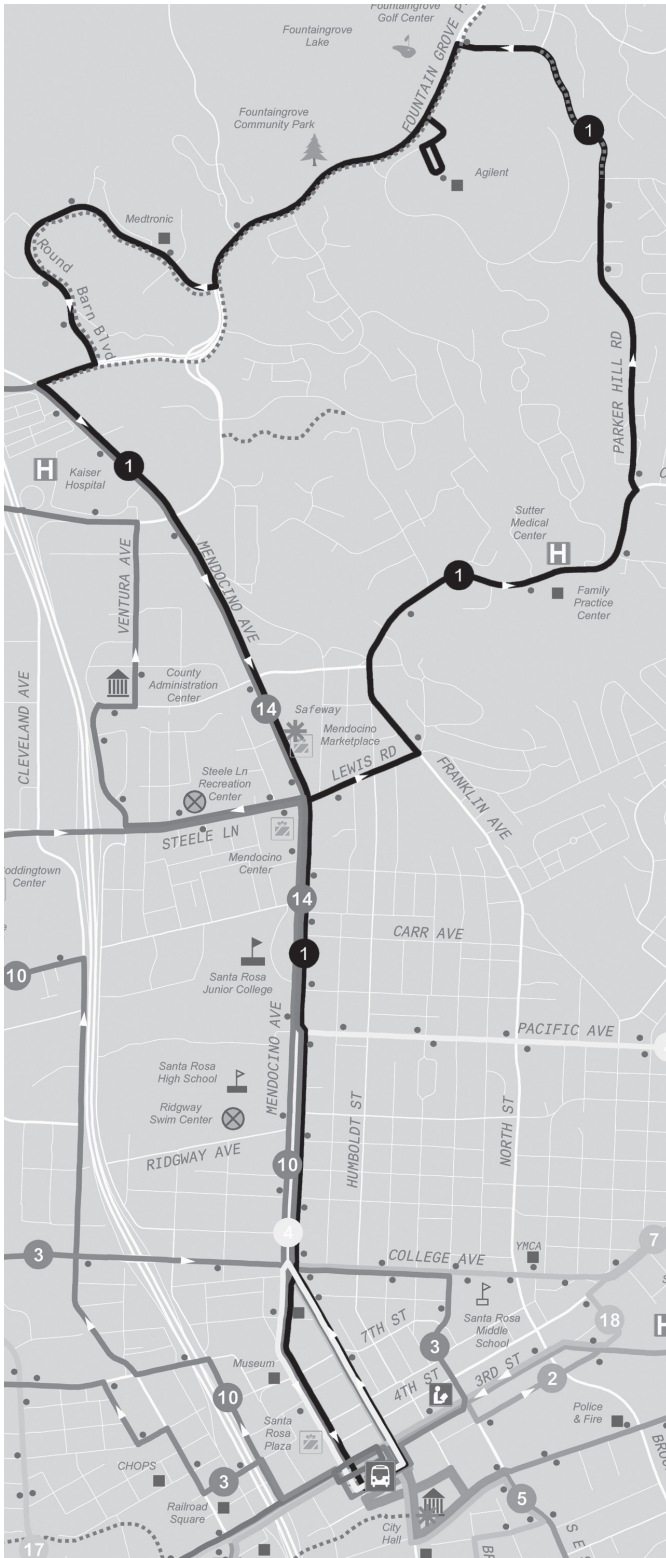 Fountaingrove
Golf Center
Fountaingrove
Lake
FOUNTAIN GROVE P
1
Fountaingrove
Community Park
Agilent
Medtronic
Round
Barn Blvd
PARKER HILL RD
H
Kaiser
Hospital
1
Sutter
Medical
Center
H
MENDOCINO AVE
VENTURA AVE
1
Family
Practice
Center
County
Administration
Center
CLEVELAND AVE
14
Safeway
Mendocino
Marketplace
LEWIS RD
FRANKLIN AVE
Steele Ln
Recreation
Center
STEELE LN
Mendocino
Center
oddingtown
Center
14
CARR AVE
1
10
Santa Rosa
Junior College
MENDOCINO AVE
PACIFIC AVE
Santa Rosa
High School
Ridgway
Swim Center
HUMBOLDT ST
NORTH ST
RIDGWAY AVE
10
4
3
COLLEGE AVE
YMCA
7
7TH ST
Santa Rosa
Middle
School
18
H
3
3RD ST
Museum
4TH ST
2
10
Police
& Fire
Santa
Rosa
Plaza
CHOPS
3
Railroad
Square
5
City
Hall
17
S E
BR
BRO